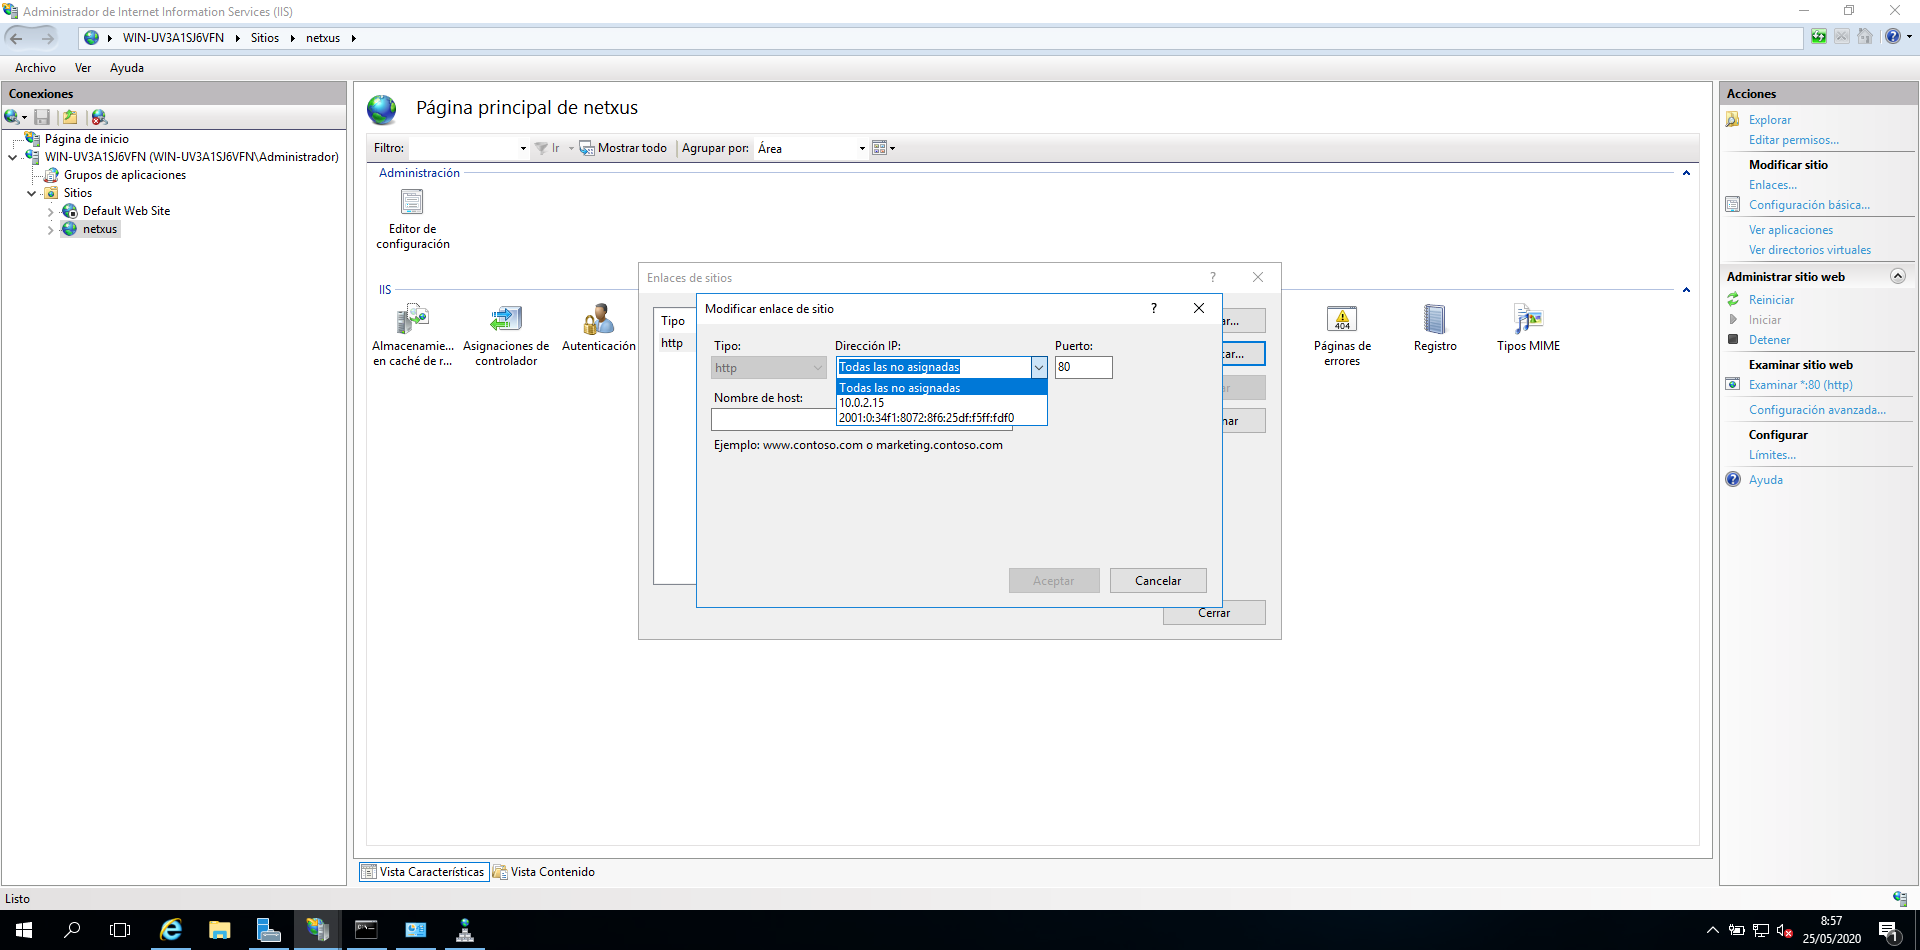 Administrador de Internet Information Services (IIS)
WIN-UV3A1SJ6VFN
Sitios
netxus
Archivo
Ver
Ayuda
Conexiones
Página de inicio
WIN-UV3A1SJ6VFN (WIN-UV3A1SJ6VFN\Administrador)
Grupos de aplicaciones
Sitios
Default Web Site
netxus
Página principal de netxus
Filtro:
Ir
Mostrar todo
Agrupar por:
Área
Administración
Editor de
configuración
IIS
Almacenamie...
en caché de r...
Asignaciones de
controlador
Autenticación
Páginas de
errores
404
Registro
Tipos MIME
Enlaces de sitios
?
Tipo
http
ar...
car...
ar
nar
Cerrar
Modificar enlace de sitio
?
Tipo:
Dirección IP:
Puerto:
http
Todas las no asignadas
80
Todas las no asignadas
10.0.2.15
2001:0:34f1:8072:8f6:25df:f5ff:fdf0
Nombre de host:
Ejemplo: www.contoso.com o marketing.contoso.com
Aceptar
Cancelar
Vista Características
Vista Contenido
Acciones
Explorar
Editar permisos...
Modificar sitio
Enlaces...
Configuración básica...
Ver aplicaciones
Ver directorios virtuales
Administrar sitio web
Reiniciar
Iniciar
Detener
Examinar sitio web
Examinar *:80 (http)
Configuración avanzada...
Configurar
Límites...
Ayuda
Listo
8:57
25/05/2020
1